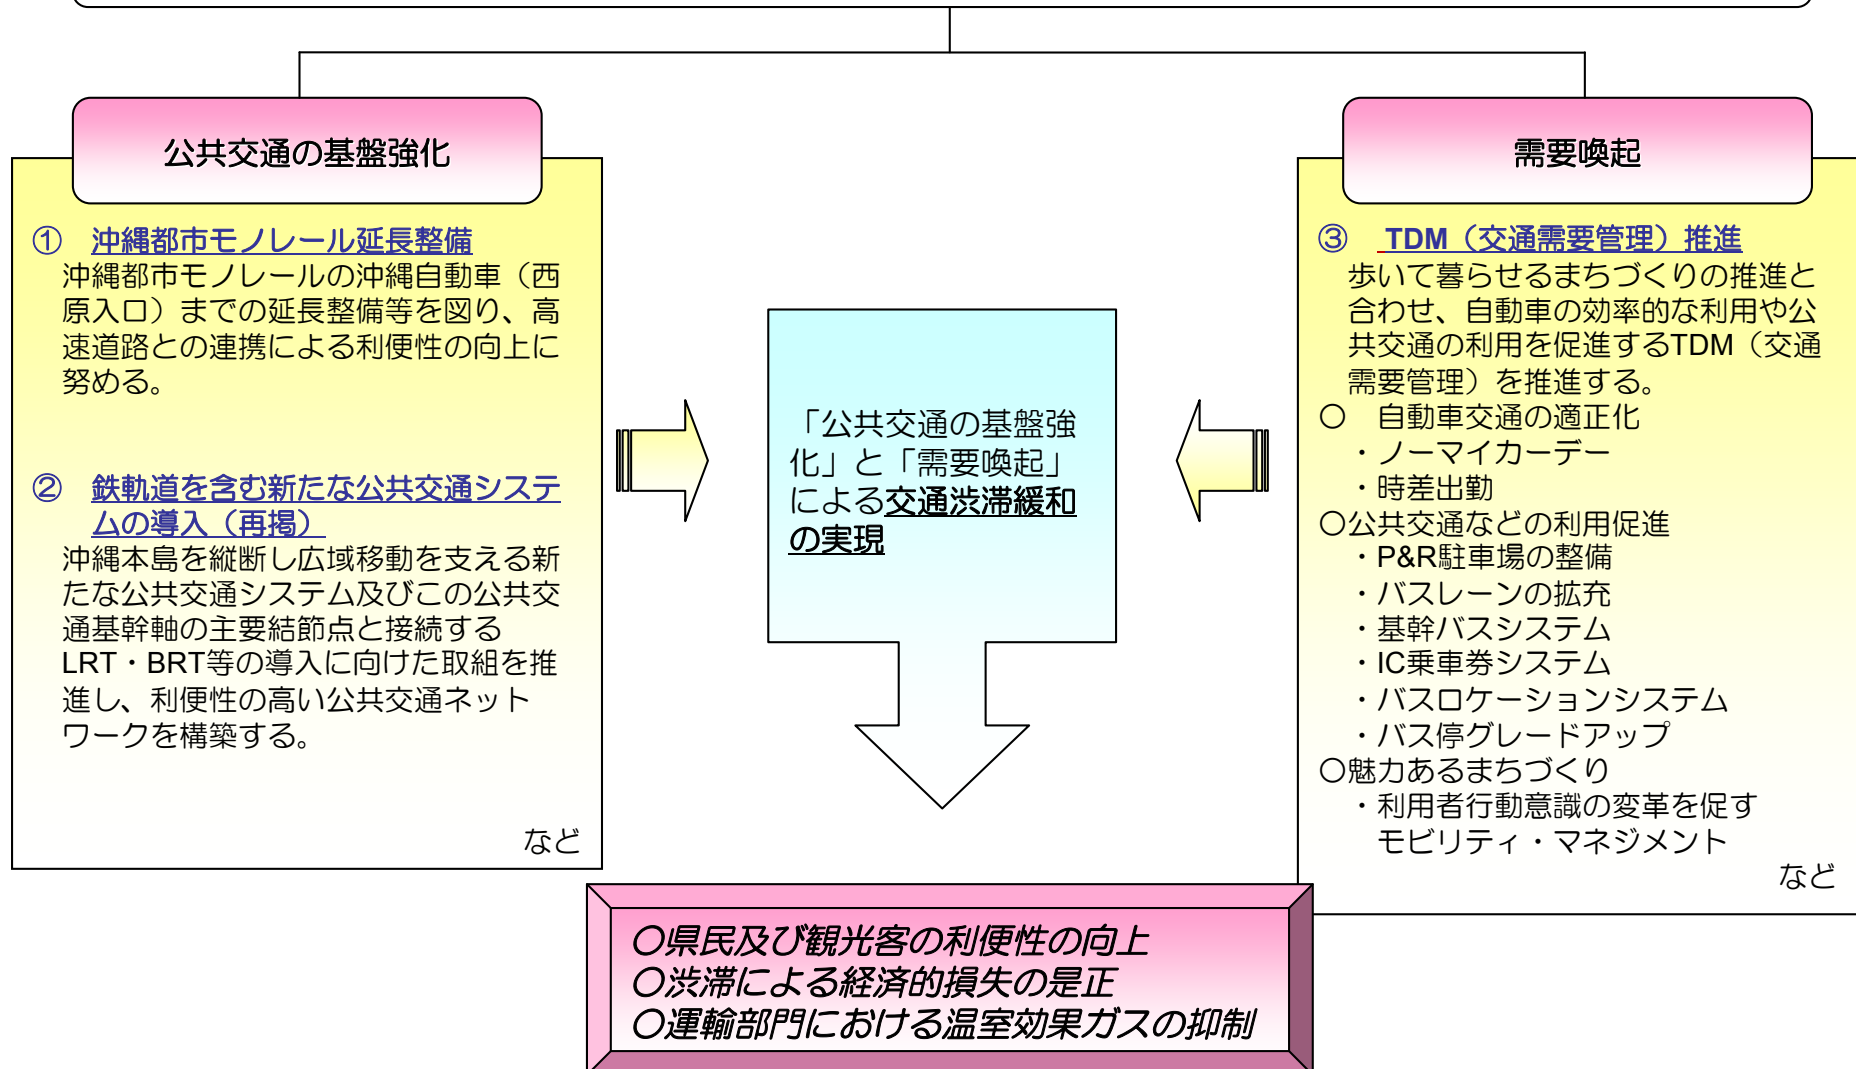 公共交通の基盤強化
① 沖縄都市モノレール延長整備
沖縄都市モノレールの沖縄自動車（西
原入口）までの延長整備等を図り、高
速道路との連携による利便性の向上に
努める。
② 鉄軌道を含む新たな公共交通システ
ムの導入（再掲）
沖縄本島を縦断し広域移動を支える新
たな公共交通システム及びこの公共交
通基幹軸の主要結節点と接続する
LRT・BRT等の導入に向けた取組を推
進し、利便性の高い公共交通ネット
ワークを構築する。
など
「公共交通の基盤強
化」と「需要喚起」
による交通渋滞緩和
の実現
需要喚起
③ TDM（交通需要管理）推進
歩いて暮らせるまちづくりの推進と
合わせ、自動車の効率的な利用や公
共交通の利用を促進するTDM（交通
需要管理）を推進する。
○ 自動車交通の適正化
・ノーマイカーデー
・時差出勤
○公共交通などの利用促進
・P&R駐車場の整備
・バスレーンの拡充
・基幹バスシステム
・IC乗車券システム
・バスロケーションシステム
・バス停グレードアップ
○魅力あるまちづくり
・利用者行動意識の変革を促す
モビリティ・マネジメント
など
○県民及び観光客の利便性の向上
○渋滞による経済的損失の是正
○運輸部門における温室効果ガスの抑制